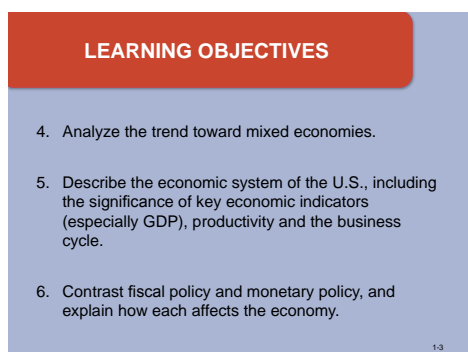 LEARNING OBJECTIVES
4. Analyze the trend toward mixed economies.
5. Describe the economic system of the U.S., including
the significance of key economic indicators
(especially GDP), productivity and the business
cycle.
6. Contrast fiscal policy and monetary policy, and
explain how each affects the economy.
1-3